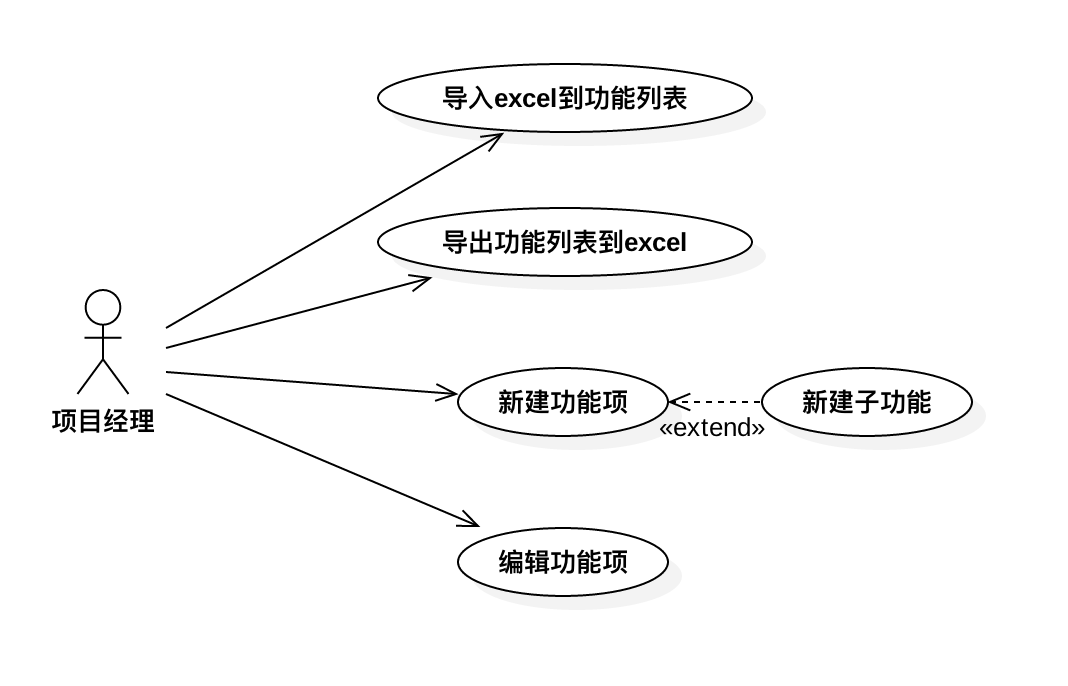 导入excel到功能列表
导出功能列表到excel
项目经理
新建功能项
新建子功能
«extend»
编辑功能项